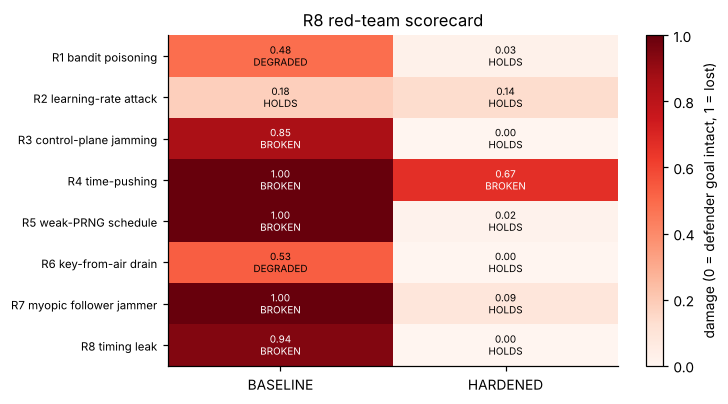 R8 red-team scorecard
R1 bandit poisoning
0.48
DEGRADED
0.03
HOLDS
R2 learning-rate attack
0.18
HOLDS
0.14
HOLDS
R3 control-plane jamming
0.85
BROKEN
0.00
HOLDS
R4 time-pushing
1.00
BROKEN
0.67
BROKEN
R5 weak-PRNG schedule
1.00
BROKEN
0.02
HOLDS
R6 key-from-air drain
0.53
DEGRADED
0.00
HOLDS
R7 myopic follower jammer
1.00
BROKEN
0.09
HOLDS
R8 timing leak
0.94
BROKEN
0.00
HOLDS
BASELINE
HARDENED
1.0
0.8
0.6
0.4
0.2
0.0
damage (0 = defender goal intact, 1 = lost)